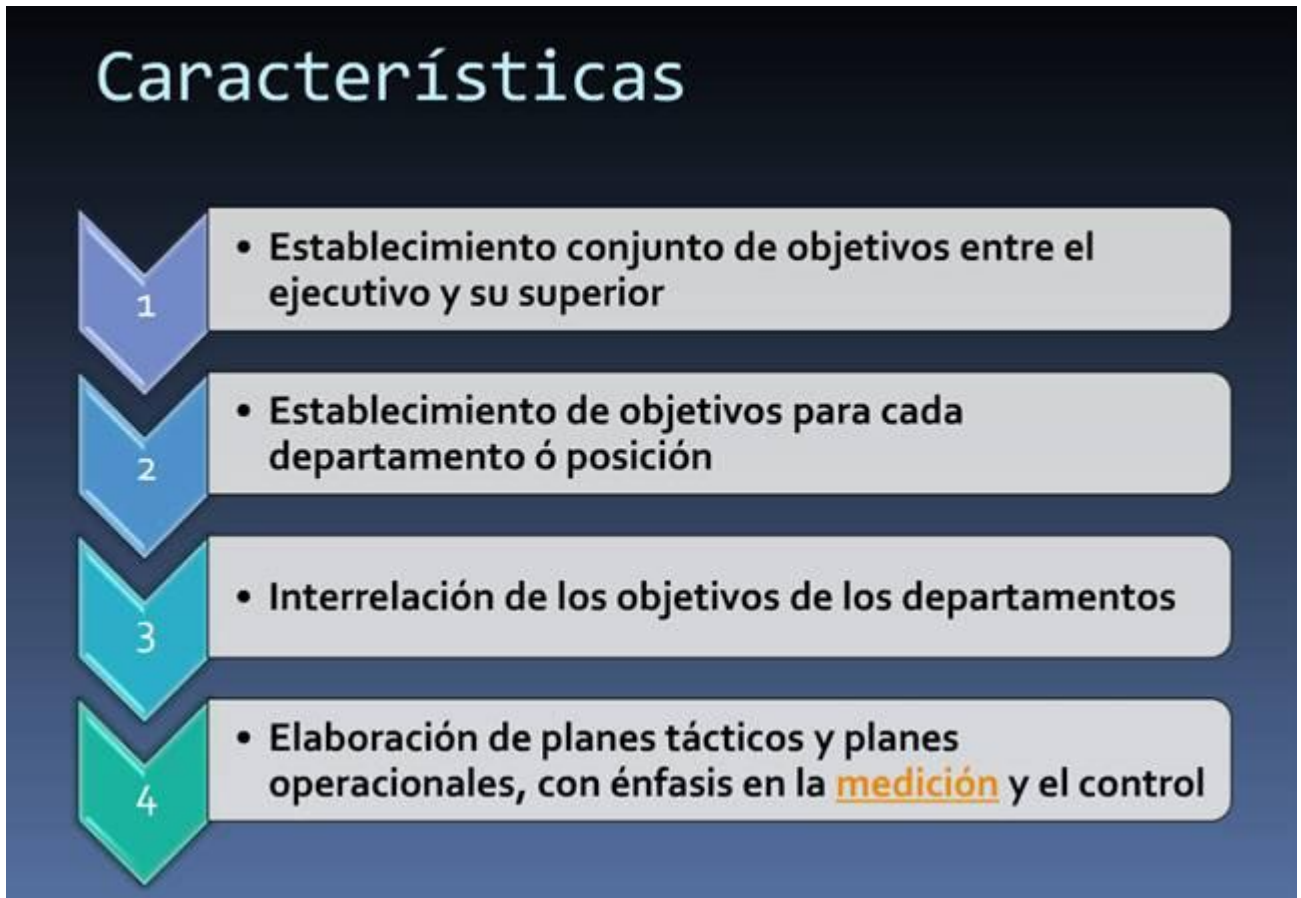 Características
1
• Establecimiento conjunto de objetivos entre el
ejecutivo y su superior
2
• Establecimiento de objetivos para cada
departamento ó posición
3
• Interrelación de los objetivos de los departamentos
4
• Elaboración de planes tácticos y planes
operacionales, con énfasis en la medición y el control